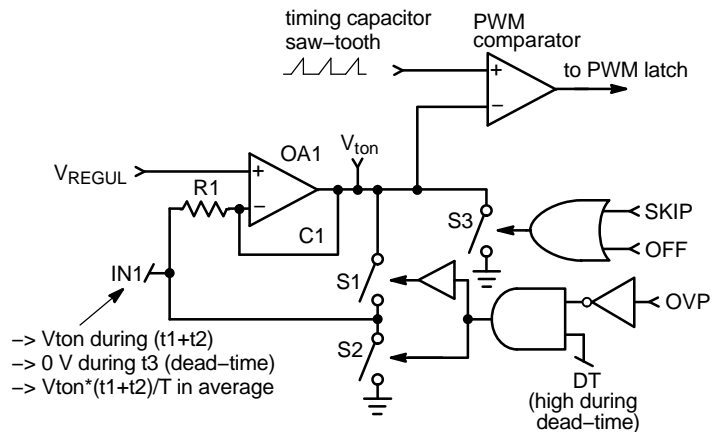 timing capacitor
saw−tooth
PWM
comparator
to PWM latch
+
−
OA1
Vton
VREGUL
+
−
R1
C1
S3
SKIP
OFF
IN1
S1
OVP
−> Vton during (t1+t2)
−> 0 V during t3 (dead−time)
−> Vton*(t1+t2)/T in average
S2
DT
(high during
dead−time)